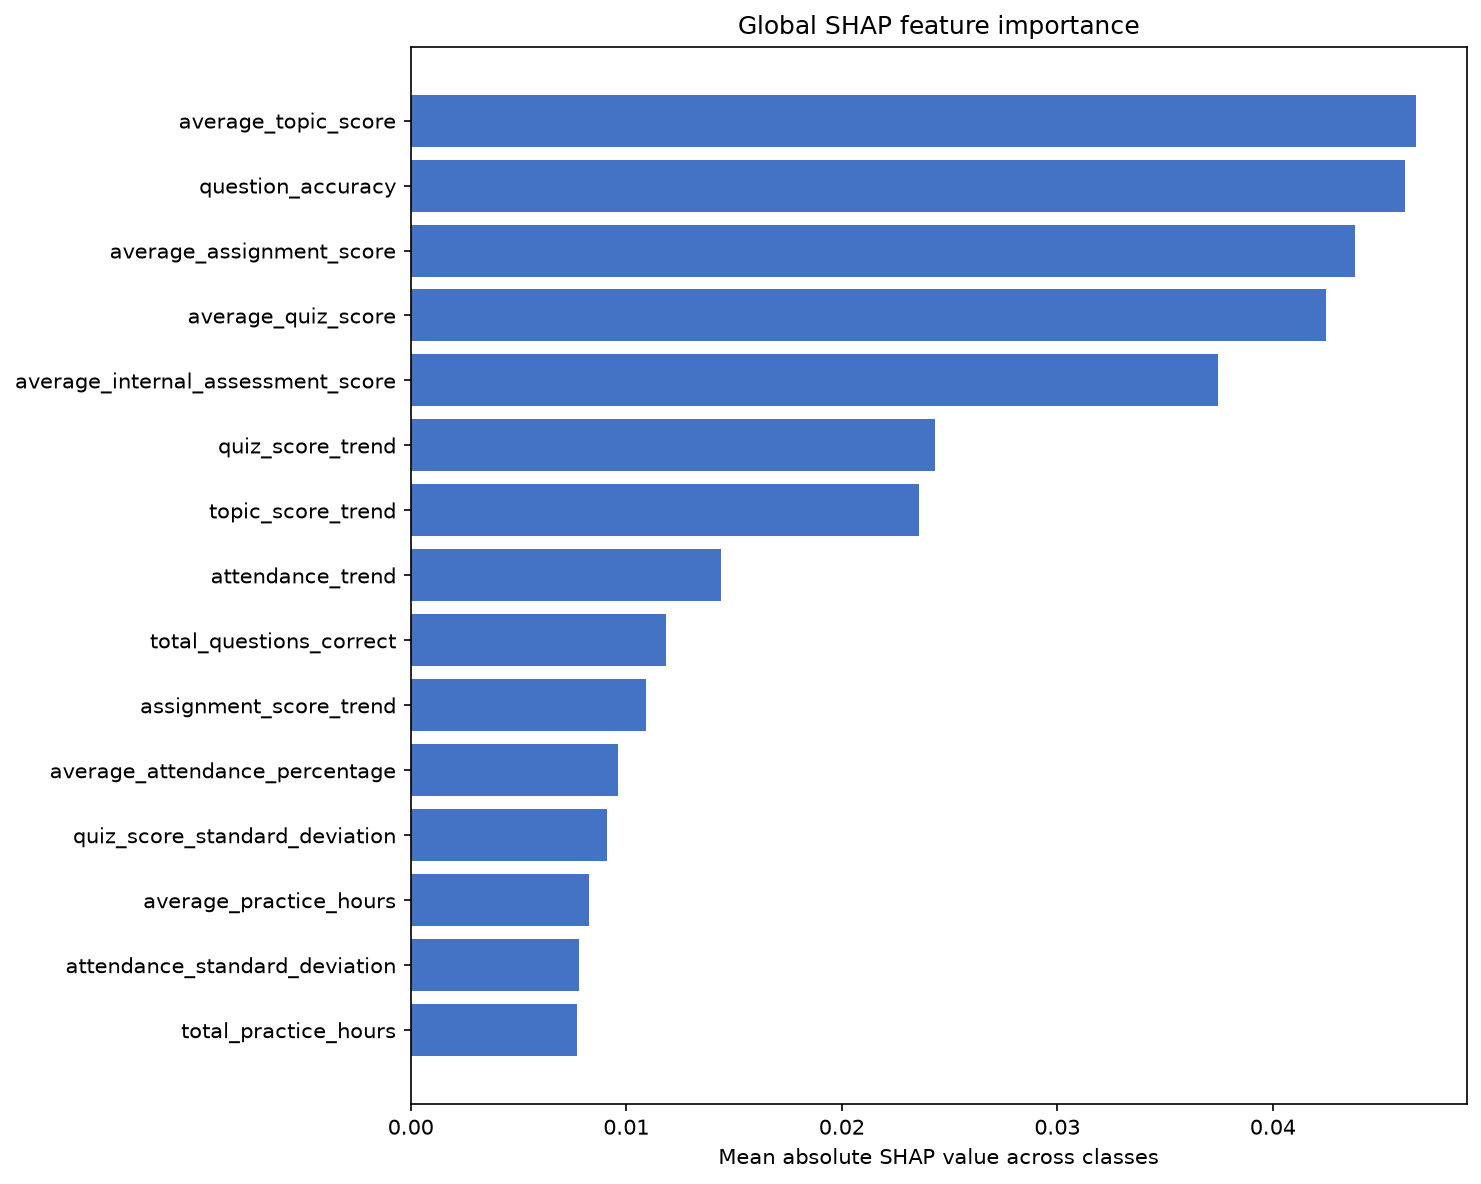 Global SHAP feature importance
average_topic_score
question_accuracy
average_assignment_score
average_quiz_score
average_internal_assessment_score
quiz_score_trend
topic_score_trend
attendance_trend
total_questions_correct
assignment_score_trend
average_attendance_percentage
quiz_score_standard_deviation
average_practice_hours
attendance_standard_deviation
total_practice_hours
0.00 0.01 0.02 0.03 0.04
Mean absolute SHAP value across classes